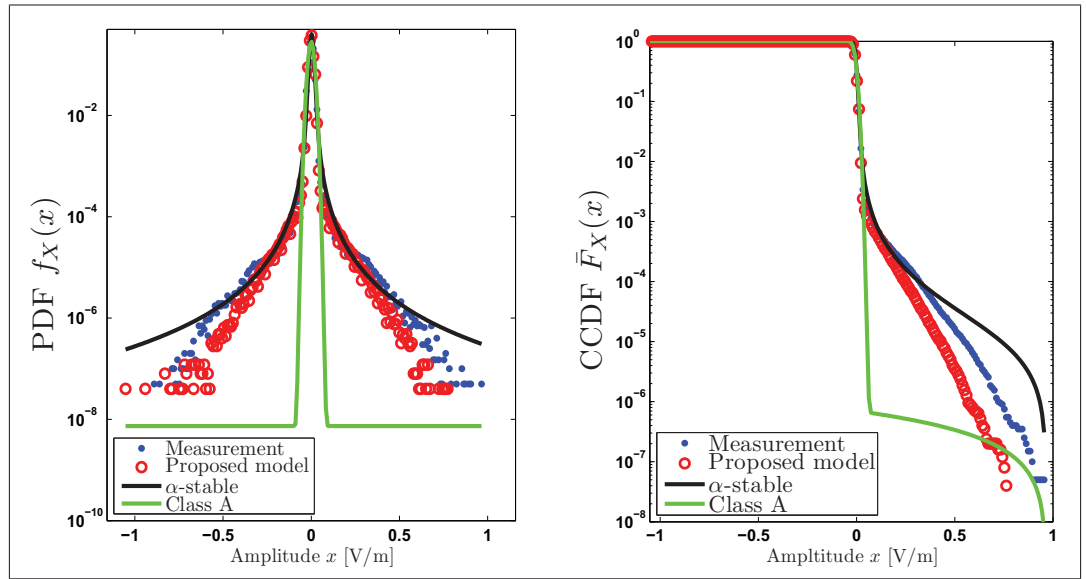 PDF f_X(x)
10^−2
10^−4
10^−6
10^−8
10^−10
−1
−0.5
0
0.5
1
Amplitude x [V/m]
Measurement
Proposed model
α-stable
Class A
CCDF F̄_X(x)
10^0
10^−1
10^−2
10^−3
10^−4
10^−5
10^−6
10^−7
10^−8
−1
−0.5
0
0.5
1
Ampltitude x [V/m]
Measurement
Proposed model
α-stable
Class A